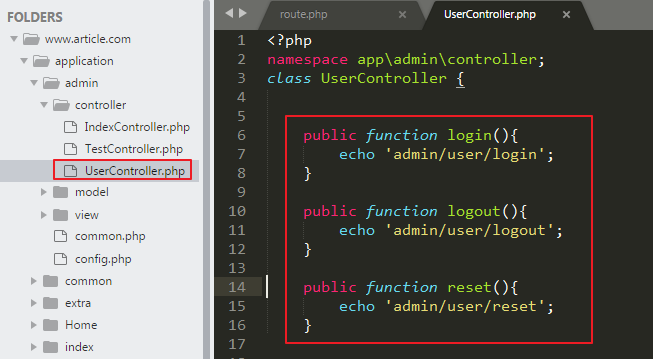 FOLDERS
www.article.com
application
admin
controller
IndexController.php
TestController.php
UserController.php
model
view
common.php
config.php
common
extra
Home
index
route.php × UserController.php ×
1 <?php
2 namespace app\admin\controller;
3 class UserController {
4
5
6 public function login(){
7 echo 'admin/user/login';
8 }
9
10 public function logout(){
11 echo 'admin/user/logout';
12 }
13
14 public function reset(){
15 echo 'admin/user/reset';
16 }
17